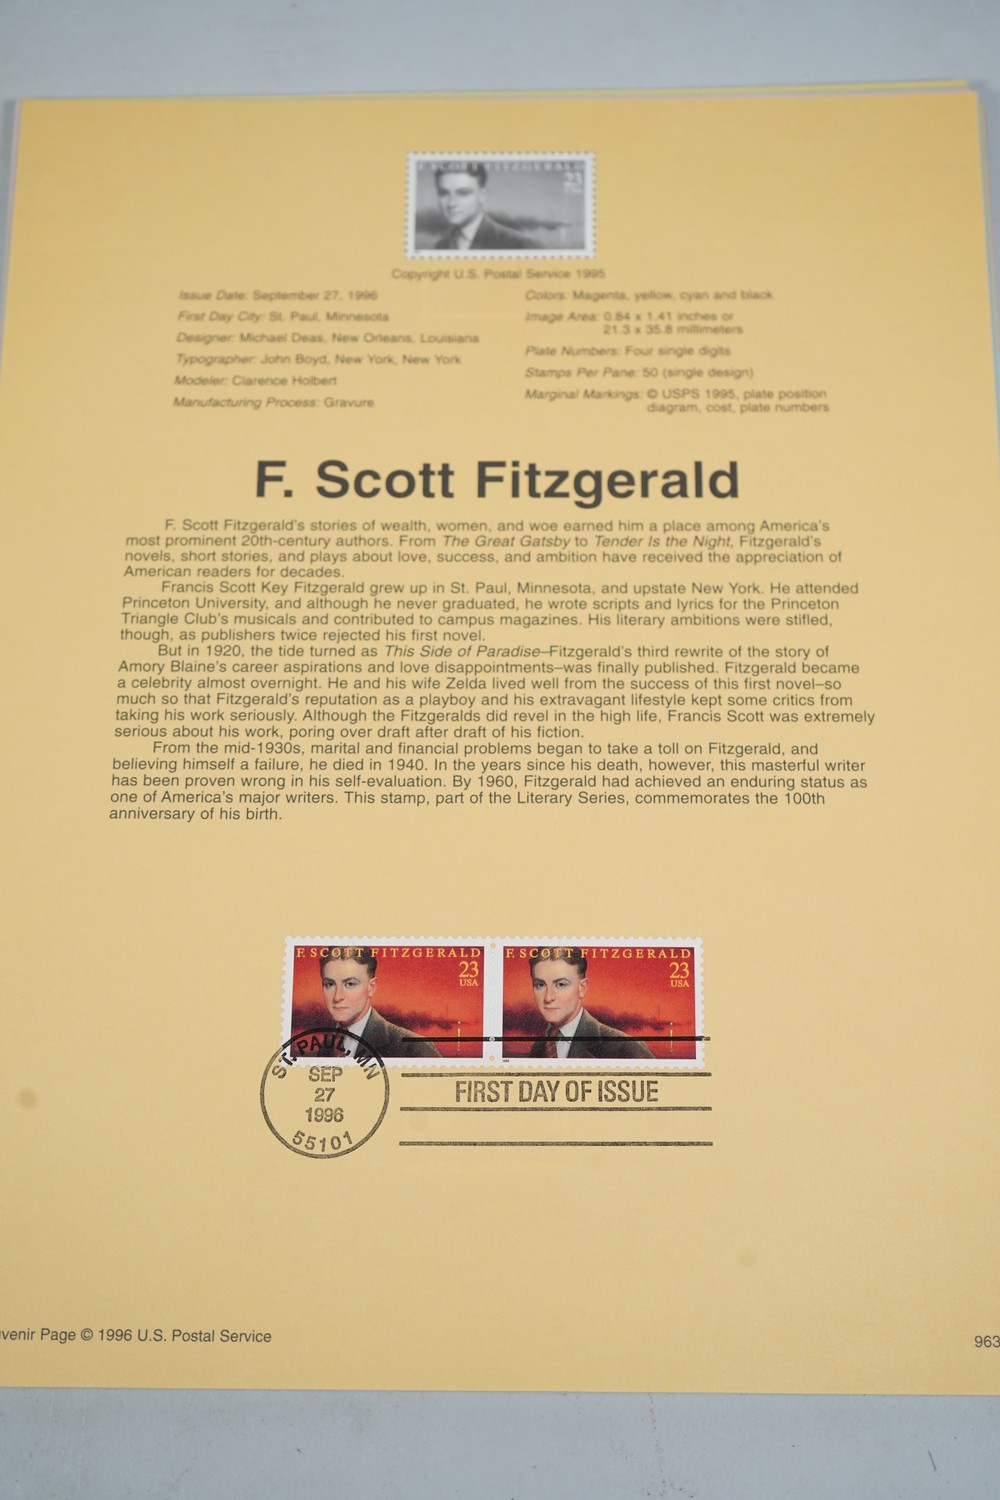 F. SCOTT FITZGERALD
23
USA
Copyright U.S. Postal Service 1995
Issue Date: September 27, 1996
First Day City: St. Paul, Minnesota
Designer: Michael Deas, New Orleans, Louisiana
Typographer: John Boyd, New York, New York
Modeler: Clarence Holbert
Manufacturing Process: Gravure
Colors: Magenta, yellow, cyan and black
Image Area: 0.84 x 1.41 inches or
21.3 x 35.8 millimeters
Plate Numbers: Four single digits
Stamps Per Pane: 50 (single design)
Marginal Markings: © USPS 1995, plate position
diagram, cost, plate numbers
F. Scott Fitzgerald
F. Scott Fitzgerald's stories of wealth, women, and woe earned him a place among America's
most prominent 20th-century authors. From The Great Gatsby to Tender Is the Night, Fitzgerald's
novels, short stories, and plays about love, success, and ambition have received the appreciation of
American readers for decades.
Francis Scott Key Fitzgerald grew up in St. Paul, Minnesota, and upstate New York. He attended
Princeton University, and although he never graduated, he wrote scripts and lyrics for the Princeton
Triangle Club's musicals and contributed to campus magazines. His literary ambitions were stifled,
though, as publishers twice rejected his first novel.
But in 1920, the tide turned as This Side of Paradise–Fitzgerald's third rewrite of the story of
Amory Blaine's career aspirations and love disappointments–was finally published. Fitzgerald became
a celebrity almost overnight. He and his wife Zelda lived well from the success of this first novel–so
much so that Fitzgerald's reputation as a playboy and his extravagant lifestyle kept some critics from
taking his work seriously. Although the Fitzgeralds did revel in the high life, Francis Scott was extremely
serious about his work, poring over draft after draft of his fiction.
From the mid-1930s, marital and financial problems began to take a toll on Fitzgerald, and
believing himself a failure, he died in 1940. In the years since his death, however, this masterful writer
has been proven wrong in his self-evaluation. By 1960, Fitzgerald had achieved an enduring status as
one of America's major writers. This stamp, part of the Literary Series, commemorates the 100th
anniversary of his birth.
F. SCOTT FITZGERALD
23
USA
F. SCOTT FITZGERALD
23
USA
ST. PAUL, MN
SEP
27
1996
55101
FIRST DAY OF ISSUE
venir Page © 1996 U.S. Postal Service
963